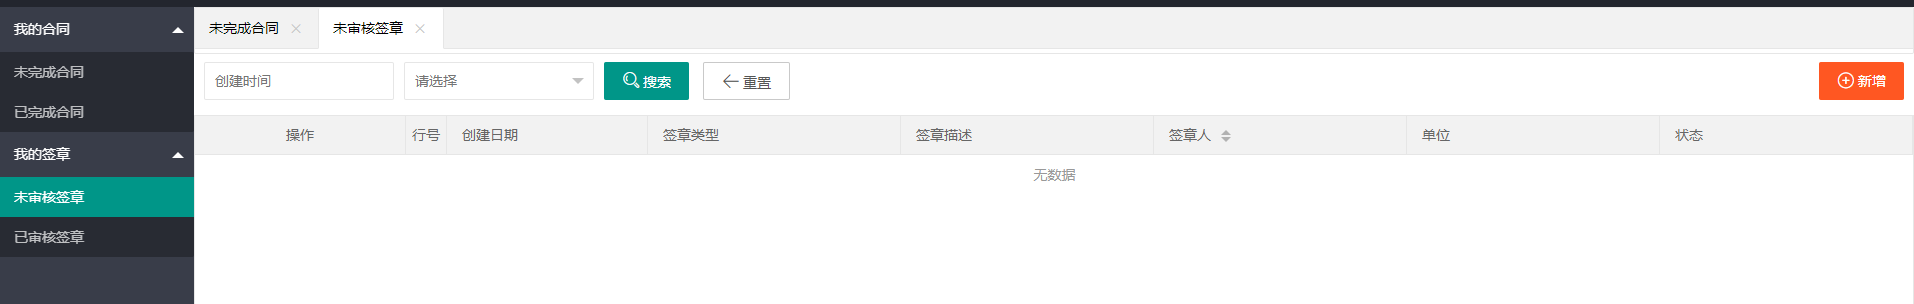 我的合同
未完成合同
已完成合同
我的签章
未审核签章
已审核签章
未完成合同 未审核签章
创建时间 请选择 搜索 重置 新增
操作 行号 创建日期 签章类型 签章描述 签章人 单位 状态
无数据